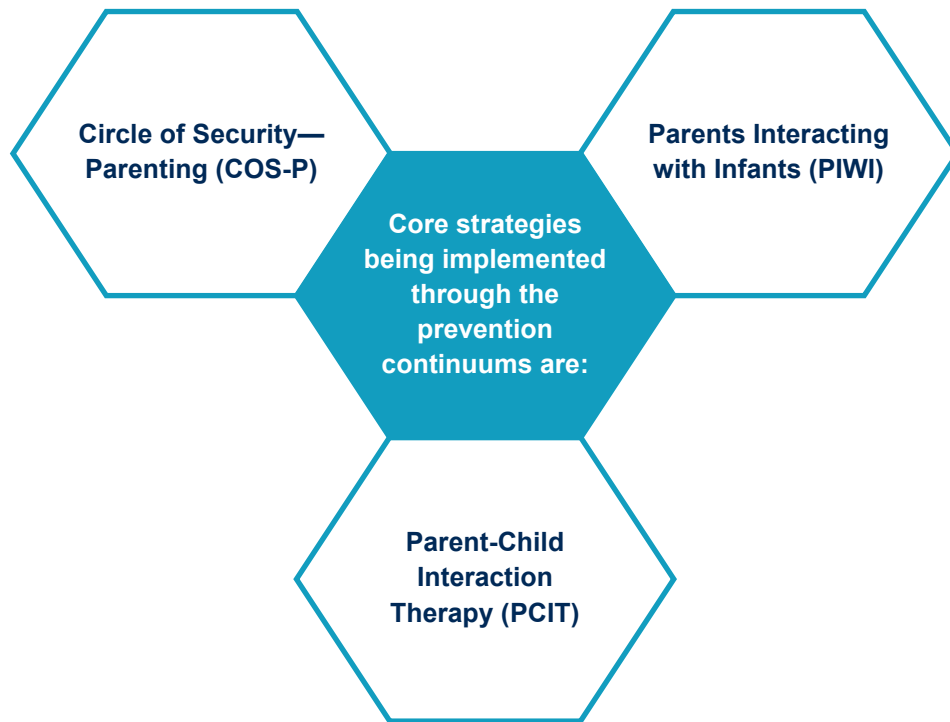 Circle of Security—
Parenting (COS-P)
Parents Interacting
with Infants (PIWI)
Core strategies
being implemented
through the
prevention
continuums are:
Parent-Child
Interaction
Therapy (PCIT)